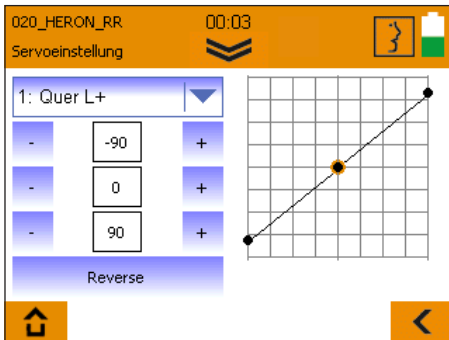 020_HERON_RR
00:03
Servoeinstellung
1: Quer L+
- -90 +
- 0 +
- 90 +
Reverse